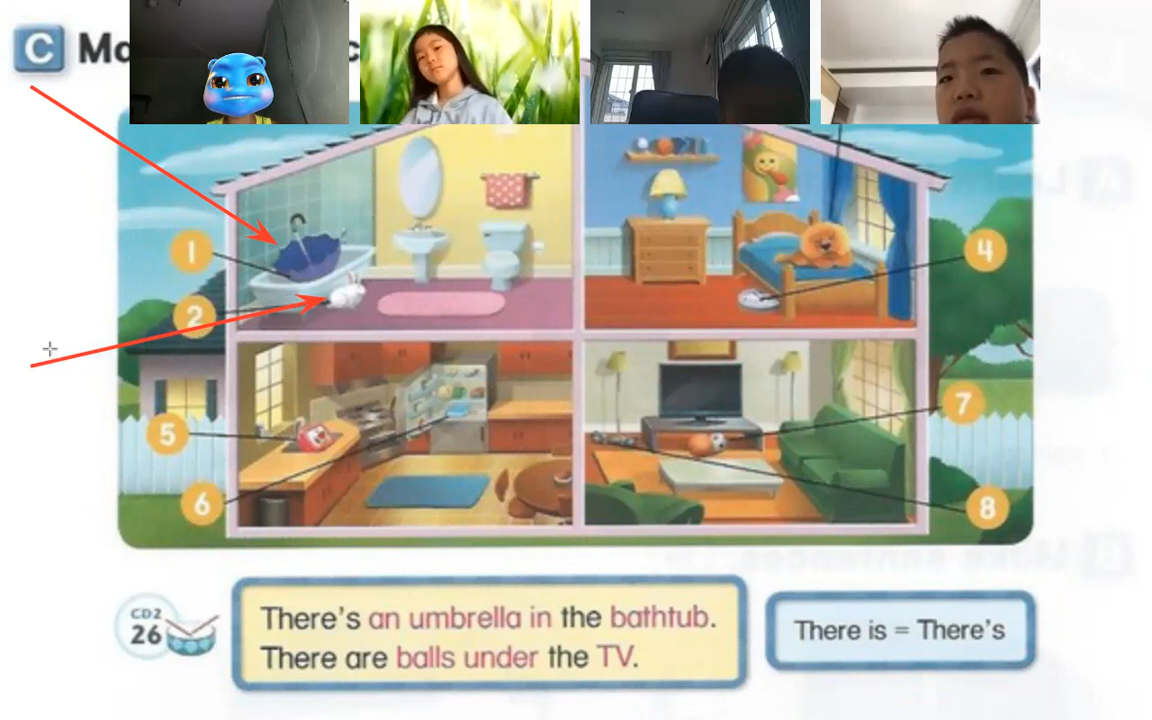 C
1
2
4
5
6
7
8
CD2
26
There's an umbrella in the bathtub.
There are balls under the TV.
There is = There's